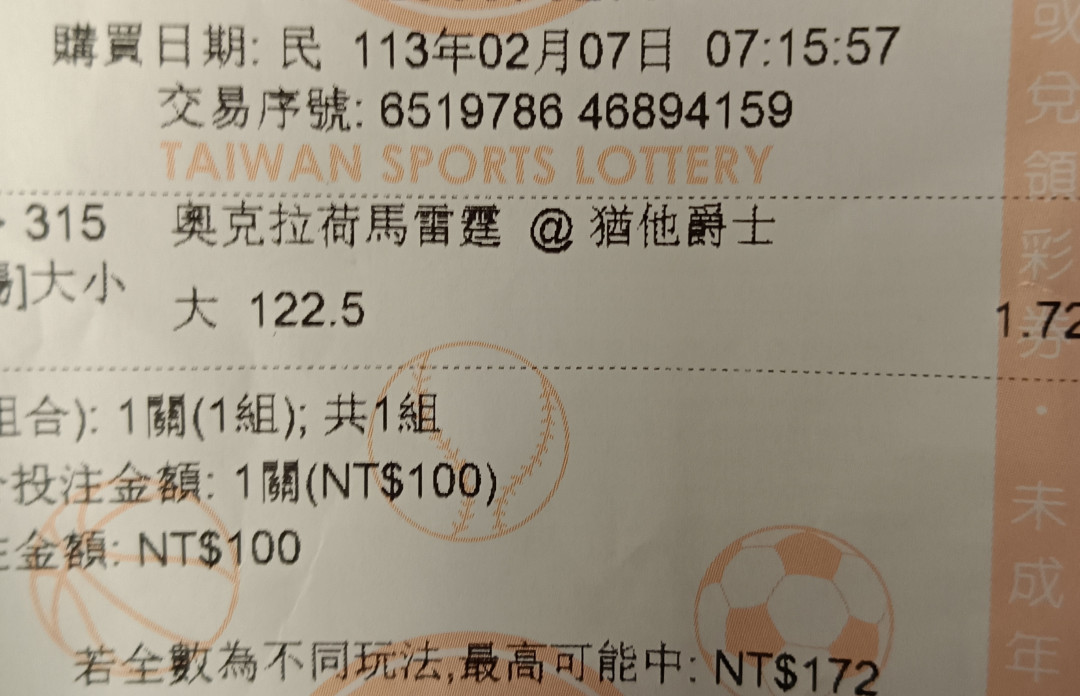 購買日期: 民 113年02月07日 07:15:57
交易序號: 6519786 46894159
TAIWAN SPORTS LOTTERY
315 奧克拉荷馬雷霆 @ 猶他爵士
]大小
大 122.5 1.72
組合): 1關(1組); 共1組
投注金額: 1關(NT$100)
金額: NT$100
若全數為不同玩法,最高可能中: NT$172
或兌領彩券・未成年